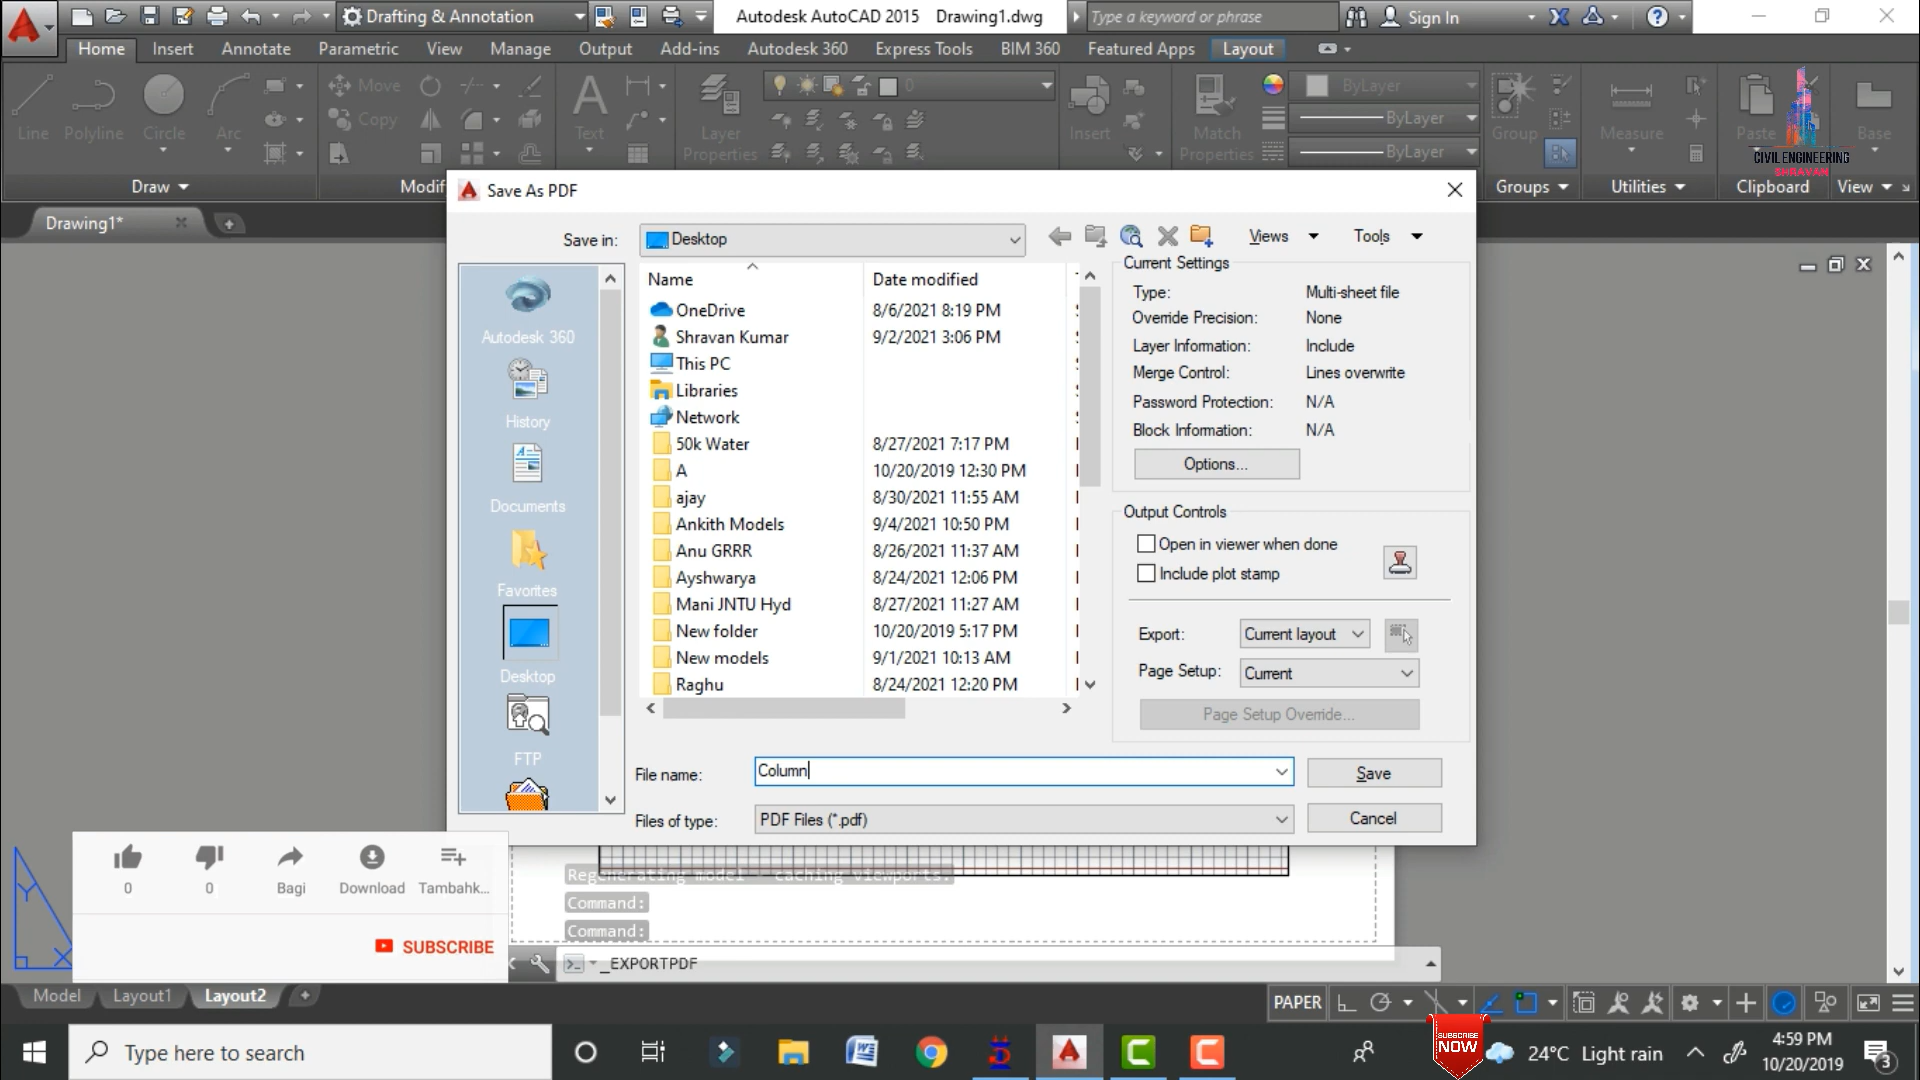 Drafting & Annotation
Autodesk AutoCAD 2015 Drawing1.dwg
Type a keyword or phrase
Sign In
Home Insert Annotate Parametric View Manage Output Add-ins Autodesk 360 Express Tools BIM 360 Featured Apps Layout
Line Polyline Circle Arc
Move
Copy
Text
Layer
Properties
0
Insert
Match
Properties
ByLayer
ByLayer
ByLayer
Group
Measure
Paste
Base
CIVIL ENGINEERING
SHRAVAN
Draw
Modif
Groups Utilities Clipboard View
Drawing1*
Save As PDF
Save in: Desktop
Views Tools
Autodesk 360
History
Documents
Favorites
Desktop
FTP
Name Date modified
OneDrive 8/6/2021 8:19 PM
Shravan Kumar 9/2/2021 3:06 PM
This PC
Libraries
Network
50k Water 8/27/2021 7:17 PM
A 10/20/2019 12:30 PM
ajay 8/30/2021 11:55 AM
Ankith Models 9/4/2021 10:50 PM
Anu GRRR 8/26/2021 11:37 AM
Ayshwarya 8/24/2021 12:06 PM
Mani JNTU Hyd 8/27/2021 11:27 AM
New folder 10/20/2019 5:17 PM
New models 9/1/2021 10:13 AM
Raghu 8/24/2021 12:20 PM
Current Settings
Type: Multi-sheet file
Override Precision: None
Layer Information: Include
Merge Control: Lines overwrite
Password Protection: N/A
Block Information: N/A
Options...
Output Controls
Open in viewer when done
Include plot stamp
Export: Current layout
Page Setup: Current
Page Setup Override...
File name: Column
Save
Files of type: PDF Files (*.pdf)
Cancel
0 0 Bagi Download Tambahk...
SUBSCRIBE
Regenerating model - caching viewports.
Command:
Command:
_EXPORTPDF
Y
X
Model Layout1 Layout2
PAPER
Type here to search
SUBSCRIBE
NOW
24°C Light rain
4:59 PM
10/20/2019
3